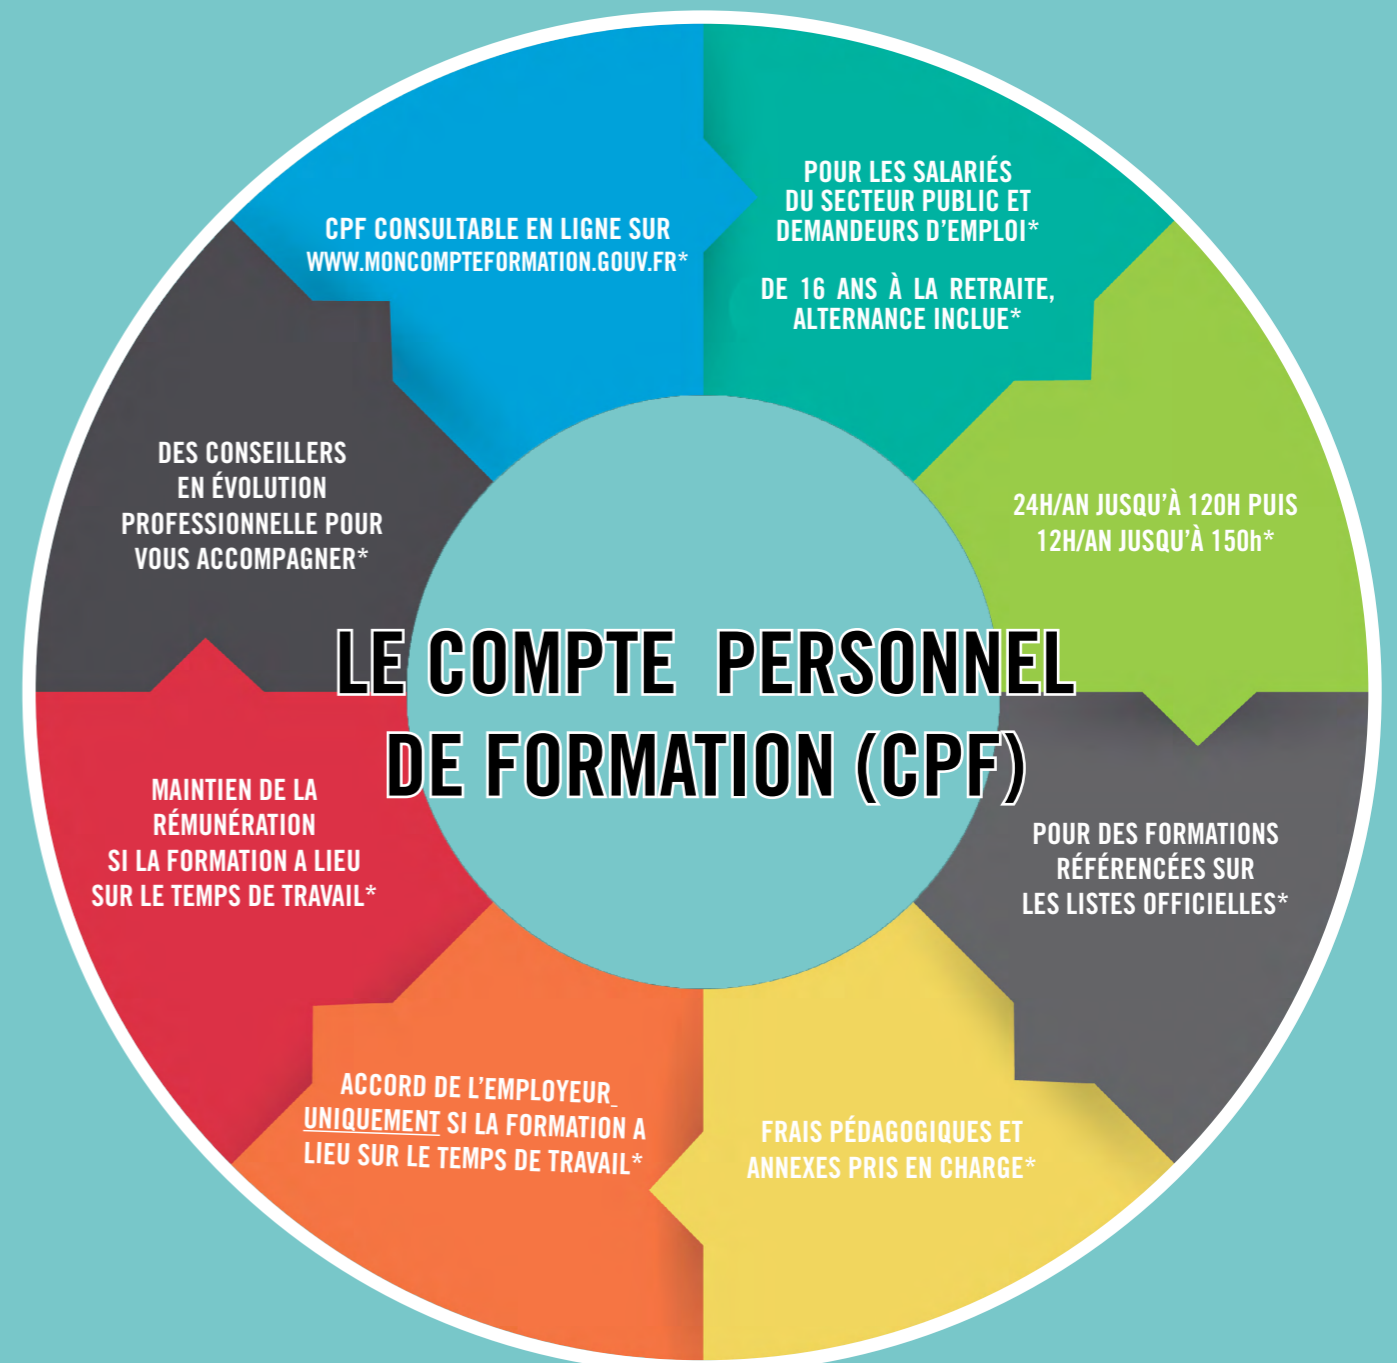 LE COMPTE PERSONNEL
DE FORMATION (CPF)
POUR LES SALARIÉS
DU SECTEUR PUBLIC ET
DEMANDEURS D'EMPLOI*
DE 16 ANS À LA RETRAITE,
ALTERNANCE INCLUE*
24H/AN JUSQU'À 120H PUIS
12H/AN JUSQU'À 150h*
POUR DES FORMATIONS
RÉFÉRENCÉES SUR
LES LISTES OFFICIELLES*
FRAIS PÉDAGOGIQUES ET
ANNEXES PRIS EN CHARGE*
ACCORD DE L'EMPLOYEUR
UNIQUEMENT SI LA FORMATION A
LIEU SUR LE TEMPS DE TRAVAIL*
MAINTIEN DE LA
RÉMUNÉRATION
SI LA FORMATION A LIEU
SUR LE TEMPS DE TRAVAIL*
DES CONSEILLERS
EN ÉVOLUTION
PROFESSIONNELLE POUR
VOUS ACCOMPAGNER*
CPF CONSULTABLE EN LIGNE SUR
WWW.MONCOMPTEFORMATION.GOUV.FR*